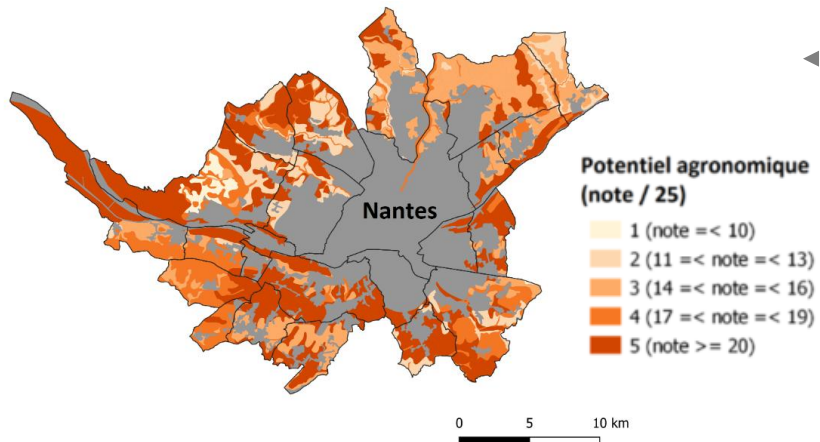 Nantes
Potentiel agronomique
(note / 25)
1 (note =< 10)
2 (11 =< note =< 13)
3 (14 =< note =< 16)
4 (17 =< note =< 19)
5 (note >= 20)
0 5 10 km